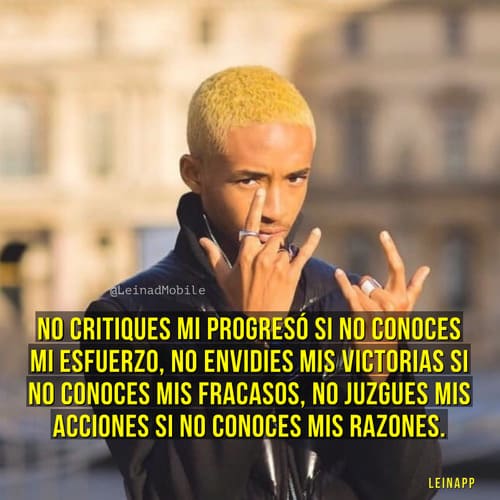 @LeinadMobile
NO CRITIQUES MI PROGRESÓ SI NO CONOCES
MI ESFUERZO, NO ENVIDIES MIS VICTORIAS SI
NO CONOCES MIS FRACASOS, NO JUZGUES MIS
ACCIONES SI NO CONOCES MIS RAZONES.
LEINAPP